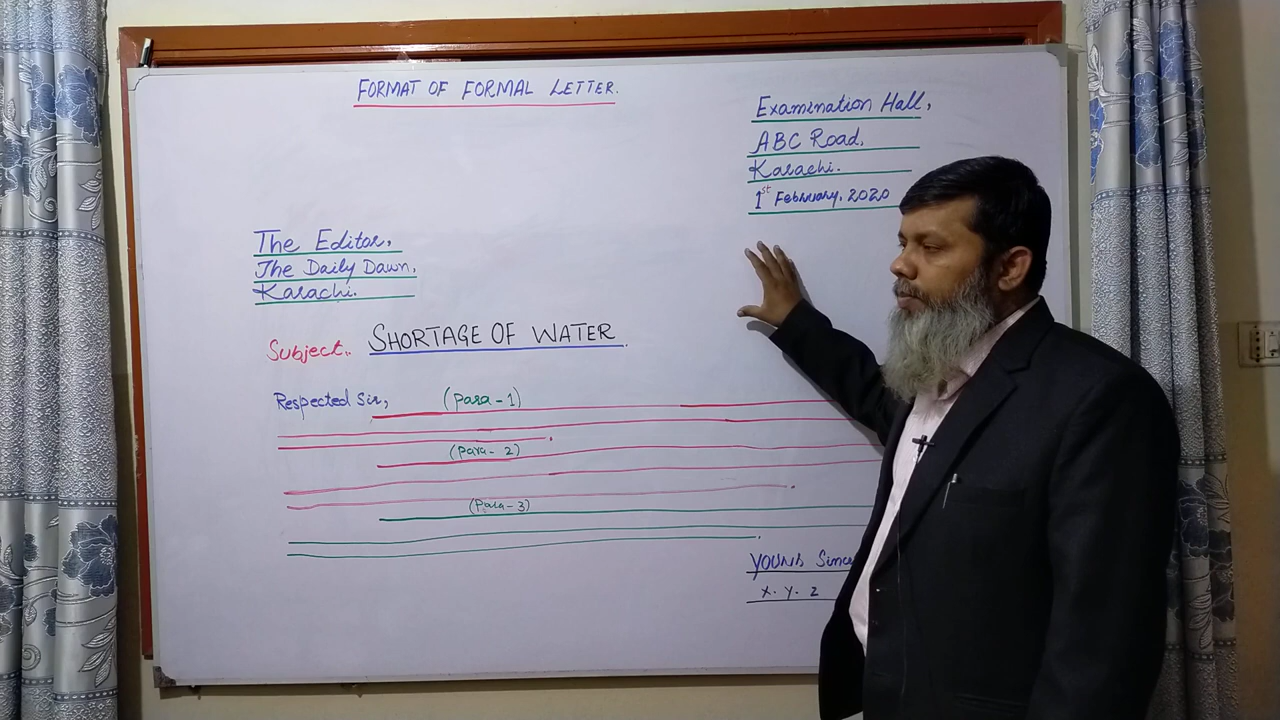 FORMAT OF FORMAL LETTER.
Examination Hall,
ABC Road,
Karachi.
1st February, 2020
The Editor,
The Daily Dawn,
Karachi.
Subject:. SHORTAGE OF WATER.
Respected Sir, (para-1)
(para-2)
(Para-3)
YOURS Since
X. Y. Z